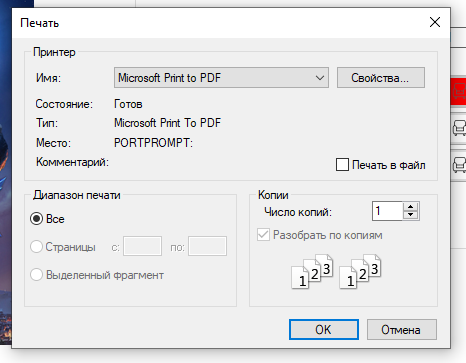 Печать
Принтер
Имя: Microsoft Print to PDF Свойства...
Состояние: Готов
Тип: Microsoft Print To PDF
Место: PORTPROMPT:
Комментарий: Печать в файл
Диапазон печати
Все
Страницы с: по:
Выделенный фрагмент
Копии
Число копий: 1
Разобрать по копиям
1 2 3 1 2 3
OK Отмена